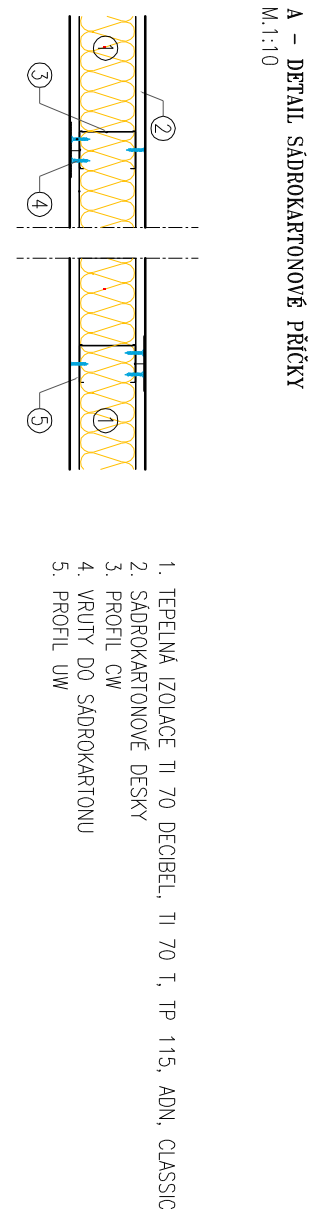 A - DETAIL SÁDROKARTONOVÉ PŘÍČKY
M.1:10
1
2
3
4
5
1
1. TEPELNÁ IZOLACE TI 70 DECIBEL, TI 70 T, TP 115, ADN, CLASSIC
2. SÁDROKARTONOVÉ DESKY
3. PROFIL CW
4. VRUTY DO SÁDROKARTONU
5. PROFIL UW